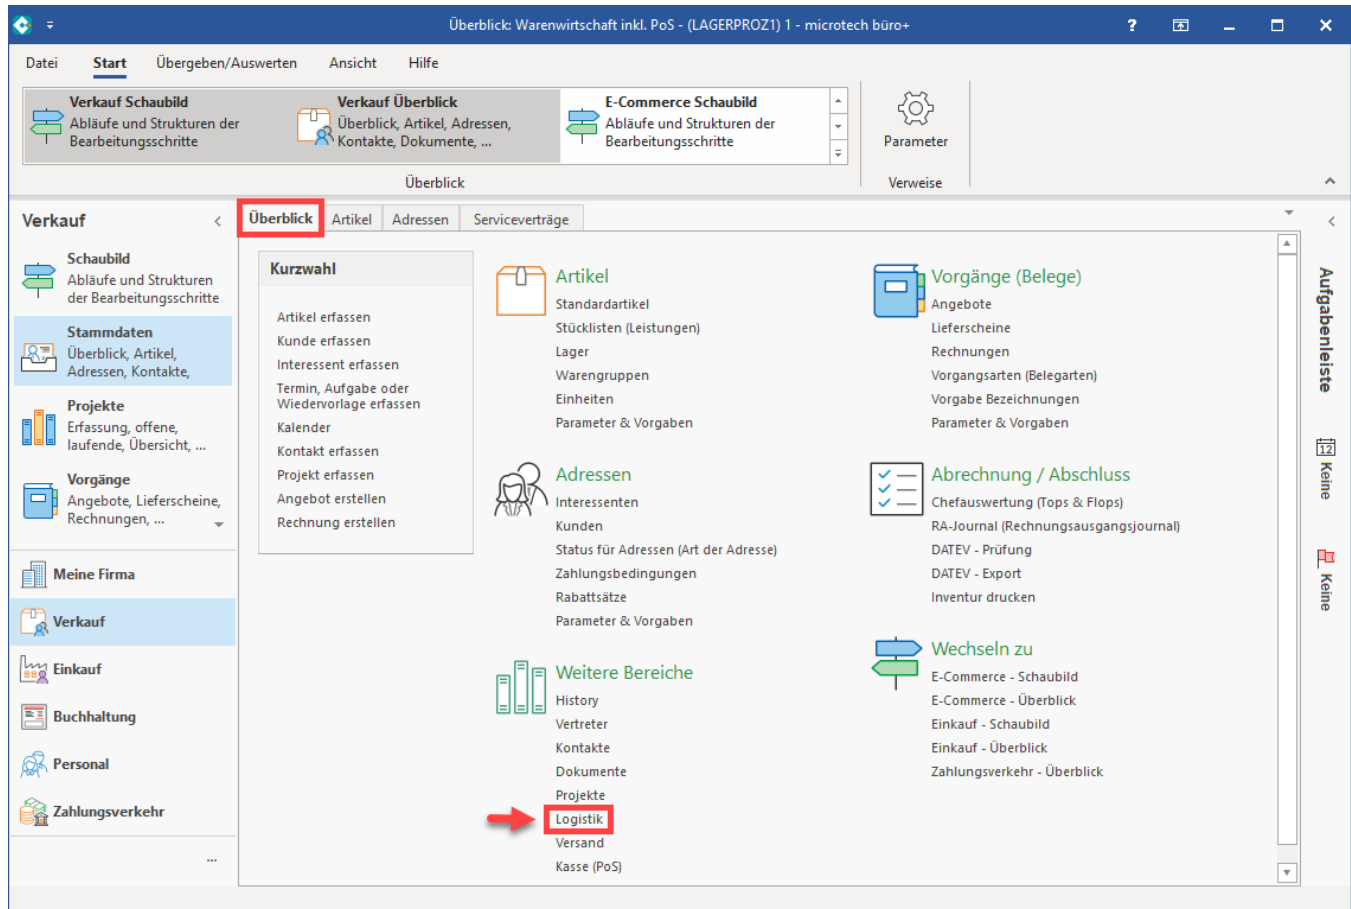 Überblick: Warenwirtschaft inkl. PoS - (LAGERPROZ1) 1 - microtech büro+
?
Datei Start Übergeben/Auswerten Ansicht Hilfe
Verkauf Schaubild
Abläufe und Strukturen der
Bearbeitungsschritte
Verkauf Überblick
Überblick, Artikel, Adressen,
Kontakte, Dokumente, ...
E-Commerce Schaubild
Abläufe und Strukturen der
Bearbeitungsschritte
Parameter
Überblick
Verweise
Verkauf
Schaubild
Abläufe und Strukturen
der Bearbeitungsschritte
Stammdaten
Überblick, Artikel,
Adressen, Kontakte,
Projekte
Erfassung, offene,
laufende, Übersicht, ...
Vorgänge
Angebote, Lieferscheine,
Rechnungen, ...
Meine Firma
Verkauf
Einkauf
Buchhaltung
Personal
Zahlungsverkehr
...
Überblick Artikel Adressen Serviceverträge
Kurzwahl
Artikel erfassen
Kunde erfassen
Interessent erfassen
Termin, Aufgabe oder
Wiedervorlage erfassen
Kalender
Kontakt erfassen
Projekt erfassen
Angebot erstellen
Rechnung erstellen
Artikel
Standardartikel
Stücklisten (Leistungen)
Lager
Warengruppen
Einheiten
Parameter & Vorgaben
Adressen
Interessenten
Kunden
Status für Adressen (Art der Adresse)
Zahlungsbedingungen
Rabattsätze
Parameter & Vorgaben
Weitere Bereiche
History
Vertreter
Kontakte
Dokumente
Projekte
Logistik
Versand
Kasse (PoS)
Vorgänge (Belege)
Angebote
Lieferscheine
Rechnungen
Vorgangsarten (Belegarten)
Vorgabe Bezeichnungen
Parameter & Vorgaben
Abrechnung / Abschluss
Chefauswertung (Tops & Flops)
RA-Journal (Rechnungsausgangsjournal)
DATEV - Prüfung
DATEV - Export
Inventur drucken
Wechseln zu
E-Commerce - Schaubild
E-Commerce - Überblick
Einkauf - Schaubild
Einkauf - Überblick
Zahlungsverkehr - Überblick
Aufgabenleiste
12
Keine
Keine